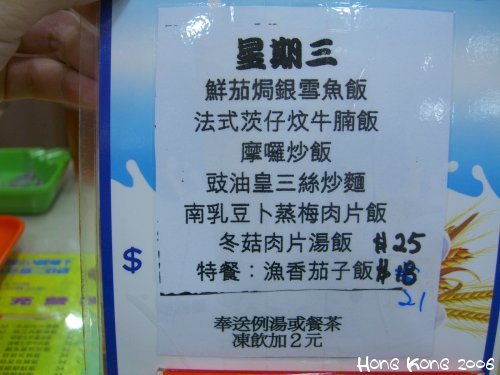 星期三
鮮茄焗銀雪魚飯
法式茨仔炆牛腩飯
摩囉炒飯
豉油皇三絲炒麵
南乳豆卜蒸梅肉片飯
冬菇肉片湯飯 $25
特餐：漁香茄子飯 $18
$
21
奉送例湯或餐茶
凍飲加2元
HONG KONG 2006